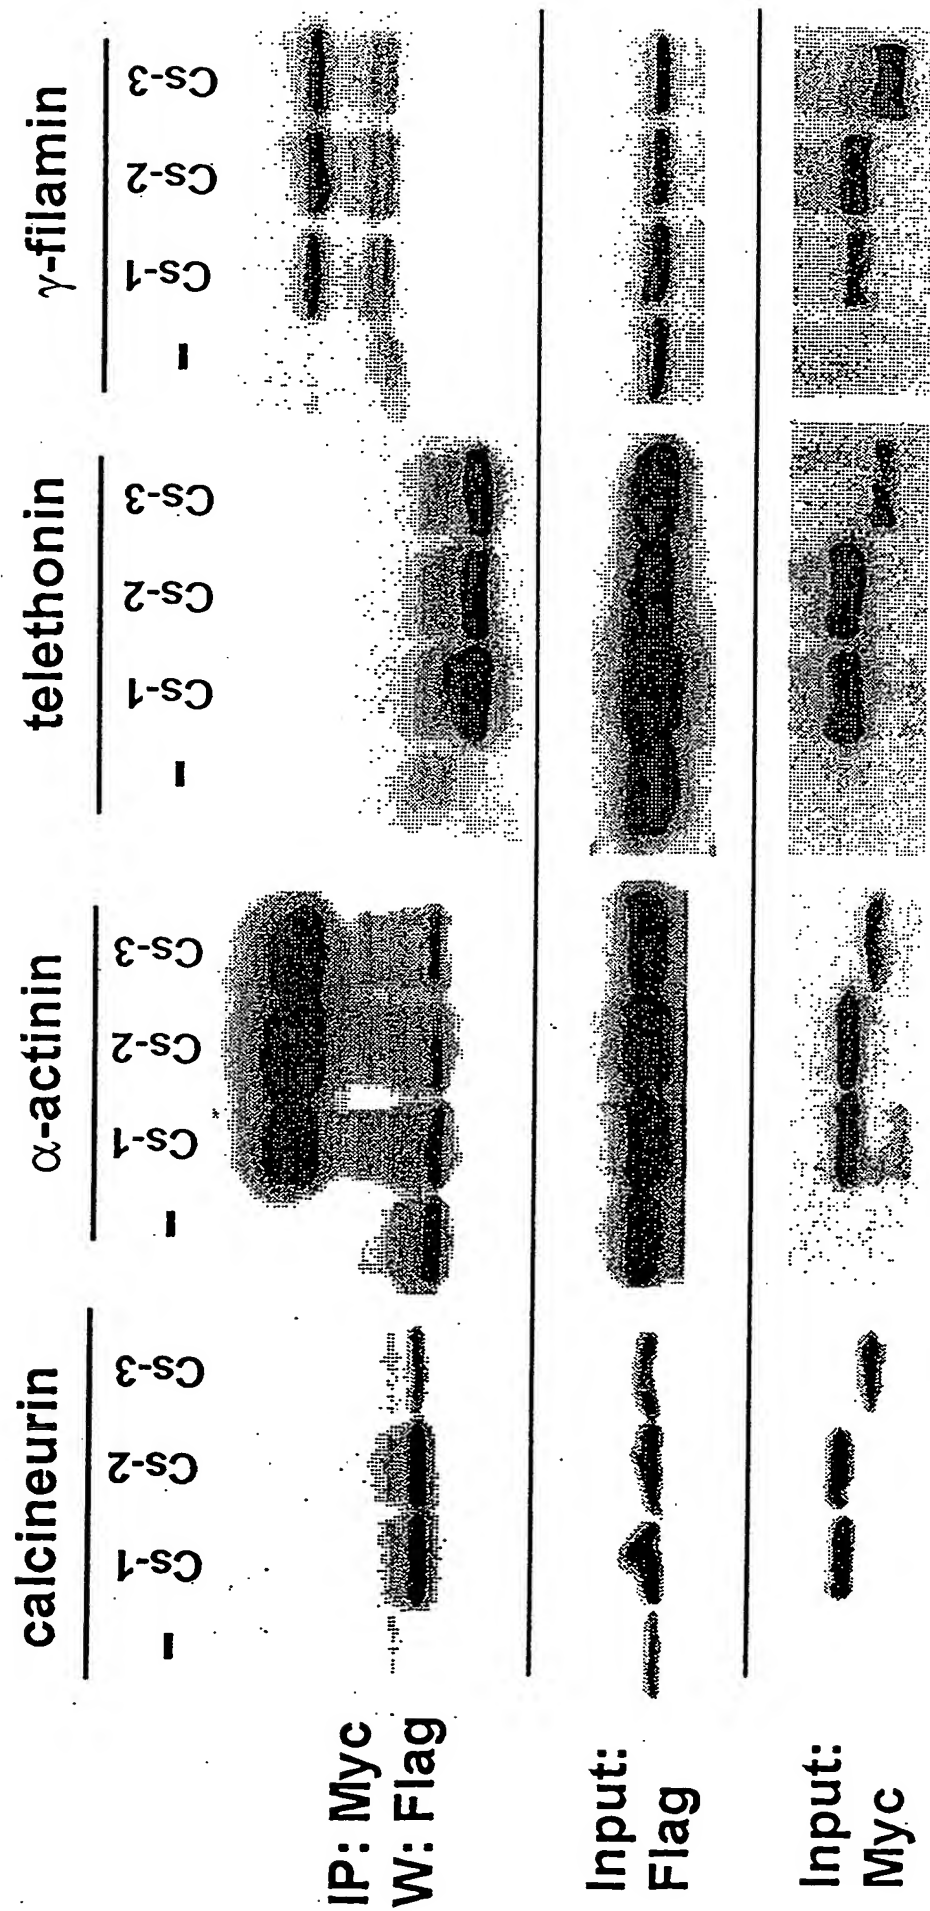 calcineurin α-actinin telethonin γ-filamin
– Cs-1 Cs-2 Cs-3 – Cs-1 Cs-2 Cs-3 – Cs-1 Cs-2 Cs-3 – Cs-1 Cs-2 Cs-3
IP: Myc
W: Flag
Input:
Flag
Input:
Myc